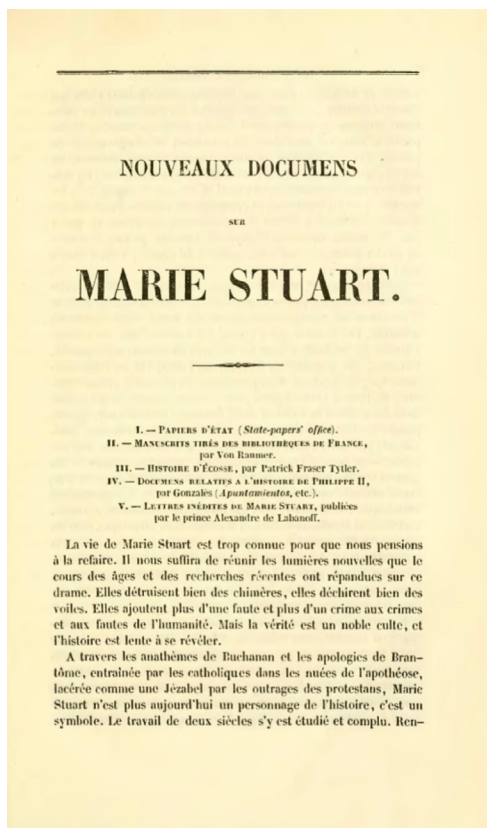 NOUVEAUX DOCUMENS
SUR
MARIE STUART.
I. — PAPIERS D'ÉTAT (State-papers' office).
II. — MANUSCRITS TIRÉS DES BIBLIOTHÈQUES DE FRANCE,
par Von Raumer.
III. — HISTOIRE D'ÉCOSSE, par Patrick Fraser Tytler.
IV. — DOCUMENS RELATIFS A L'HISTOIRE DE PHILIPPE II,
par Gonzalès (Apuntamientos, etc.).
V. — LETTRES INÉDITES DE MARIE STUART, publiées
par le prince Alexandre de Labanoff.
La vie de Marie Stuart est trop connue pour que nous pensions
à la refaire. Il nous suffira de réunir les lumières nouvelles que le
cours des âges et des recherches récentes ont répandues sur ce
drame. Elles détruisent bien des chimères, elles déchirent bien des
voiles. Elles ajoutent plus d'une faute et plus d'un crime aux crimes
et aux fautes de l'humanité. Mais la vérité est un noble culte, et
l'histoire est lente à se révéler.
A travers les anathèmes de Buchanan et les apologies de Bran-
tôme, entraînée par les catholiques dans les nuées de l'apothéose,
lacérée comme une Jézabel par les outrages des protestans, Marie
Stuart n'est plus aujourd'hui un personnage de l'histoire, c'est un
symbole. Le travail de deux siècles s'y est étudié et complu. Ren-